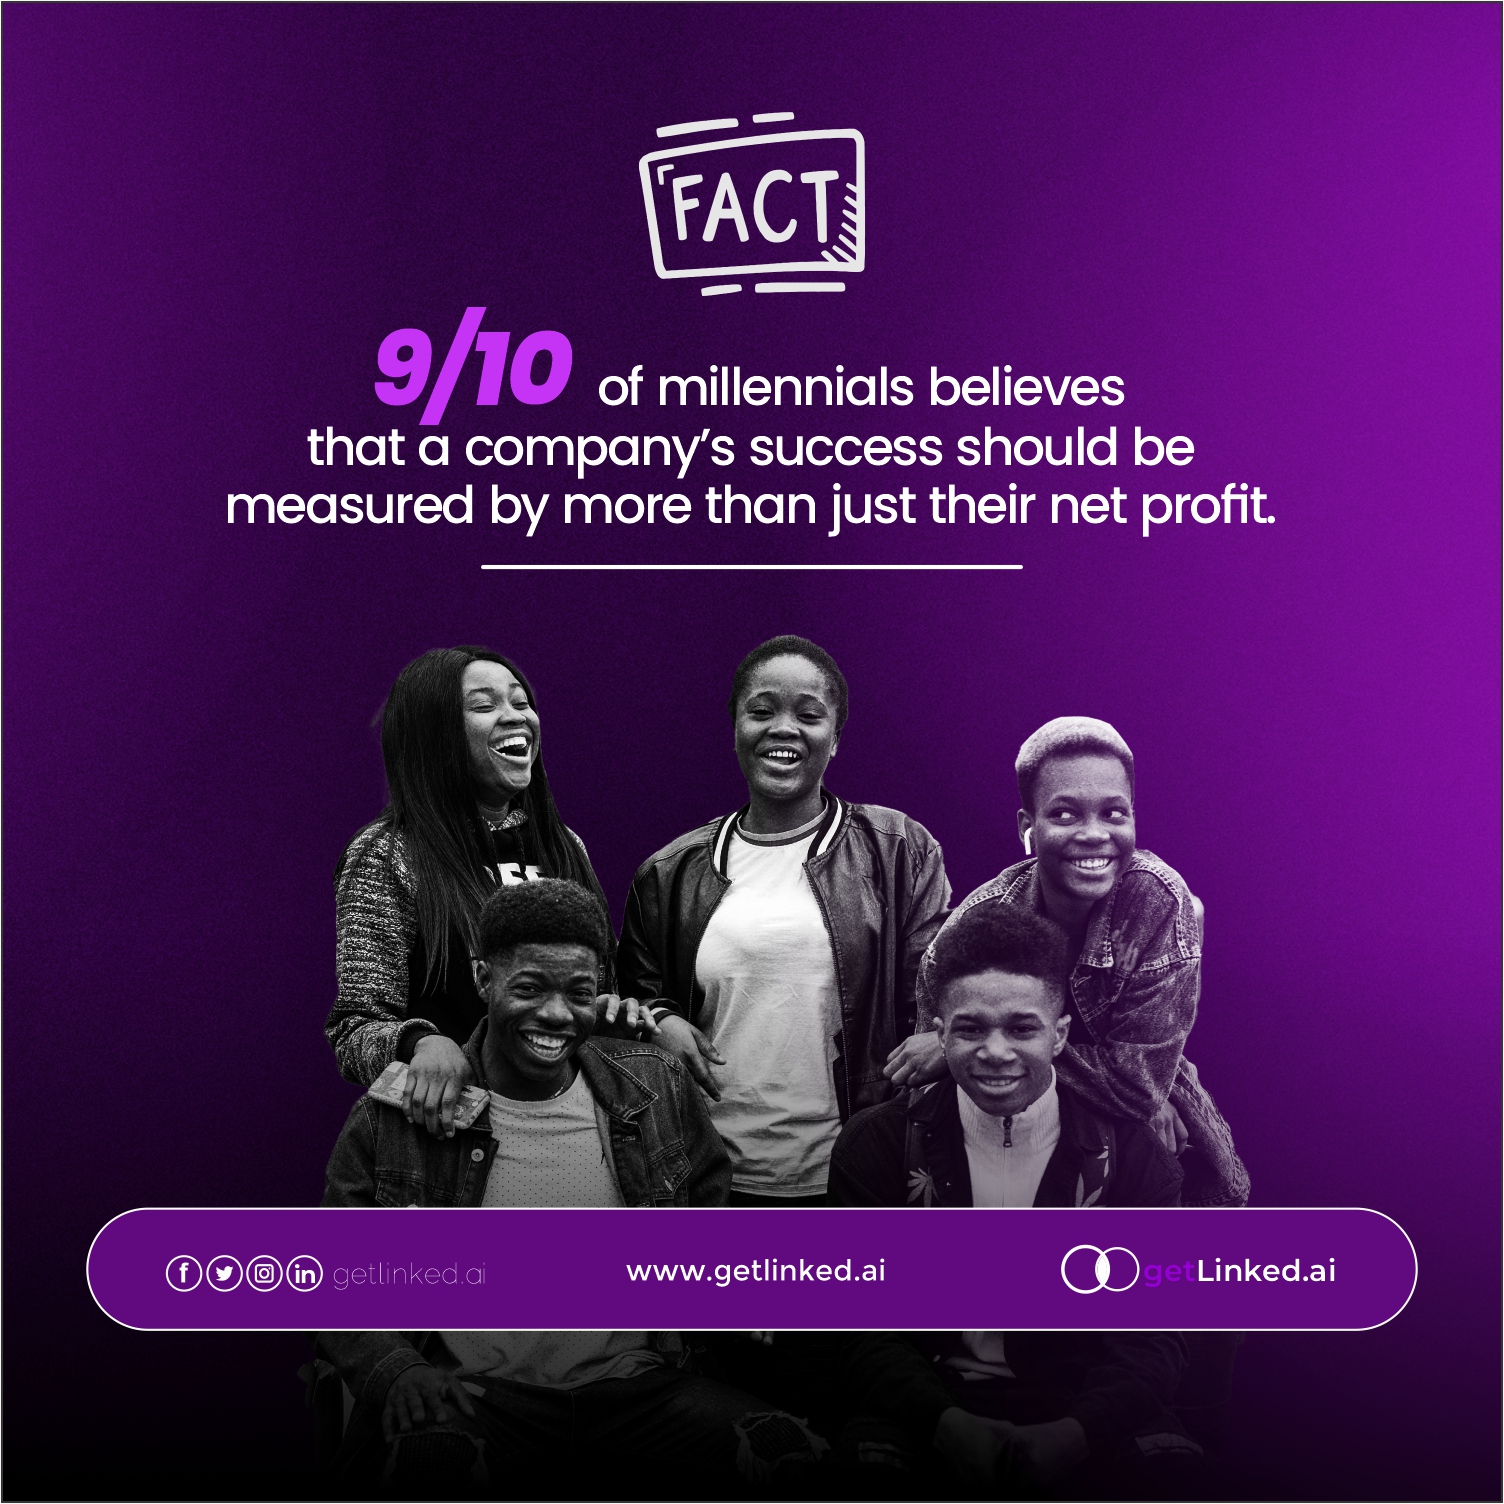 FACT
9/10 of millennials believes
that a company's success should be
measured by more than just their net profit.
getlinked.ai
www.getlinked.ai
getLinked.ai